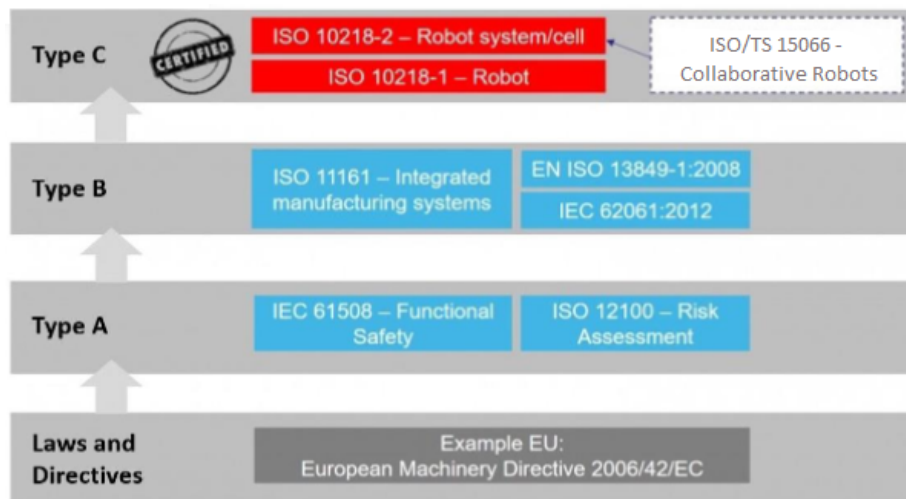 Type C
CERTIFIED
ISO 10218-2 – Robot system/cell
ISO 10218-1 – Robot
ISO/TS 15066 -
Collaborative Robots
Type B
ISO 11161 – Integrated
manufacturing systems
EN ISO 13849-1:2008
IEC 62061:2012
Type A
IEC 61508 – Functional
Safety
ISO 12100 – Risk
Assessment
Laws and
Directives
Example EU:
European Machinery Directive 2006/42/EC